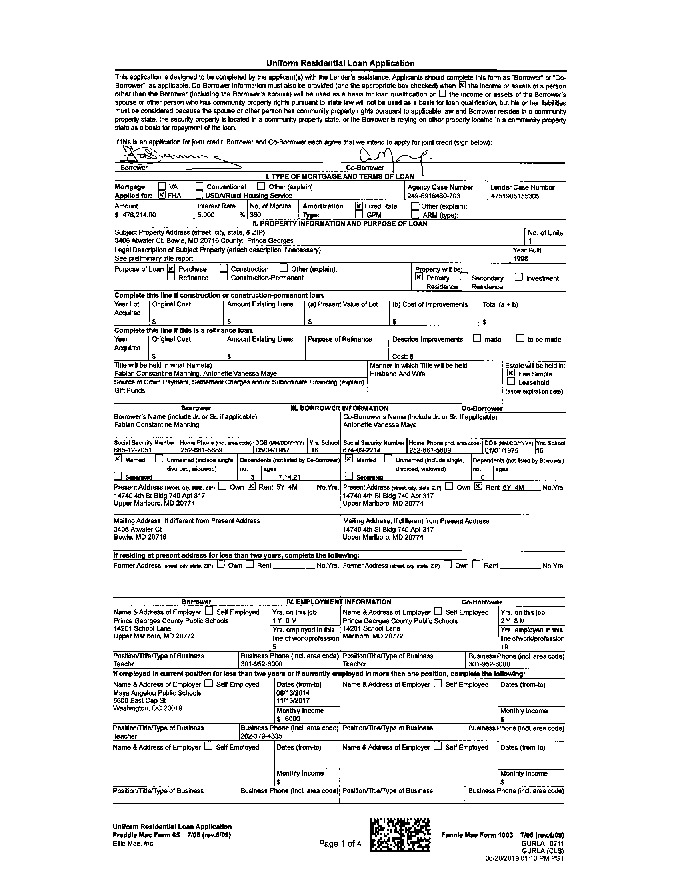 Uniform Residential Loan Application
This application is designed to be completed by the applicant(s) with the Lender's assistance. Applicants should complete this form as "Borrower" or "Co-
Borrower" as applicable. Co-Borrower information must also be provided (and the appropriate box checked) when the income or assets of a person
other than the Borrower (including the Borrower's spouse) will be used as a basis for loan qualification or the income or assets of the Borrower's
spouse or other person who has community property rights pursuant to state law will not be used as a basis for loan qualification, but his or her liabilities
must be considered because the spouse or other person has community property rights pursuant to applicable law and Borrower resides in a community
property state, the security property is located in a community property state, or the Borrower is relying on other property located in a community property
state as a basis for repayment of the loan.
If this is an application for joint credit, Borrower and Co-Borrower each agree that we intend to apply for joint credit (sign below):
Borrower Co-Borrower
I. TYPE OF MORTGAGE AND TERMS OF LOAN
Mortgage VA Conventional Other (explain) Agency Case Number Lender Case Number
Applied for: FHA USDA/Rural Housing Service
Amount Interest Rate No. of Months Amortization Fixed Rate Other (explain):
$ 478,214.00 5.000 % 360 Type: GPM ARM (type):
II. PROPERTY INFORMATION AND PURPOSE OF LOAN
Subject Property Address (street, city, state, & ZIP) No. of Units
3406 Atwater Ct, Bowie, MD 20716 County: Prince Georges 1
Legal Description of Subject Property (attach description if necessary) Year Built
See preliminary title report 1998
Purpose of Loan Purchase Construction Other (explain): Property will be:
Refinance Construction-Permanent Primary Residence Secondary Residence Investment
Complete this line if construction or construction-permanent loan.
Year Lot Acquired Original Cost Amount Existing Liens (a) Present Value of Lot (b) Cost of Improvements Total (a + b)
$ $ $ $ $
Complete this line if this is a refinance loan.
Year Acquired Original Cost Amount Existing Liens Purpose of Refinance Describe Improvements made to be made
$ $ Cost: $
Title will be held in what Name(s) Manner in which Title will be held Estate will be held in:
Fabian Constantine Manning, Antonette Vanessa Maye Husband And Wife Fee Simple
Source of Down Payment, Settlement Charges and/or Subordinate Financing (explain) Leasehold
Gift Funds (show expiration date)
Borrower III. BORROWER INFORMATION Co-Borrower
Borrower's Name (include Jr. or Sr. if applicable) Co-Borrower's Name (include Jr. or Sr. if applicable)
Fabian Constantine Manning Antonette Vanessa Maye
Social Security Number Home Phone (incl. area code) DOB (MM/DD/YYYY) Yrs. School Social Security Number Home Phone (incl. area code) DOB (MM/DD/YYYY) Yrs. School
Married Unmarried (include single, divorced, widowed) Dependents (not listed by Co-Borrower) Married Unmarried (include single, divorced, widowed) Dependents (not listed by Borrower)
Separated no. 3 ages 7,14,21 Separated no. 0 ages
Present Address (street, city, state, ZIP) Own Rent 5Y 4M No. Yrs. Present Address (street, city, state, ZIP) Own Rent 5Y 4M No. Yrs.
14740 4th St Bldg 740 Apt 317 14740 4th St Bldg 740 Apt 317
Upper Marlboro, MD 20774 Upper Marlboro, MD 20774
Mailing Address, if different from Present Address Mailing Address, if different from Present Address
3406 Atwater Ct 14740 4th St Bldg 740 Apt 317
Bowie, MD 20716 Upper Marlboro, MD 20774
If residing at present address for less than two years, complete the following:
Former Address (street, city, state, ZIP) Own Rent No. Yrs. Former Address (street, city, state, ZIP) Own Rent No. Yrs.
Borrower IV. EMPLOYMENT INFORMATION Co-Borrower
Name & Address of Employer Self Employed Yrs. on this job Name & Address of Employer Self Employed Yrs. on this job
Prince Georges County Public Schools Prince Georges County Public Schools
14201 School Lane Yrs. employed in this 14201 School Lane Yrs. employed in this
Upper Marlboro, MD 20772 line of work/profession Upper Marlboro, MD 20772 line of work/profession
Position/Title/Type of Business Business Phone (incl. area code) Position/Title/Type of Business Business Phone (incl. area code)
Teacher 301-952-6000 Teacher 301-952-6000
If employed in current position for less than two years or if currently employed in more than one position, complete the following:
Name & Address of Employer Self Employed Dates (from-to) Name & Address of Employer Self Employed Dates (from-to)
Maya Angelou Public Schools
5600 East Cap St
Washington, DC 20019 Monthly Income Monthly Income
$ 6000 $
Position/Title/Type of Business Business Phone (incl. area code) Position/Title/Type of Business Business Phone (incl. area code)
Teacher
Name & Address of Employer Self Employed Dates (from-to) Name & Address of Employer Self Employed Dates (from-to)
Monthly Income Monthly Income
$ $
Position/Title/Type of Business Business Phone (incl. area code) Position/Title/Type of Business Business Phone (incl. area code)
Uniform Residential Loan Application
Freddie Mac Form 65 7/05 (rev.6/09) Page 1 of 4 Fannie Mae Form 1003 7/05 (rev.6/09)
Ellie Mae, Inc. GURLA 0711
GURLA (CLS)